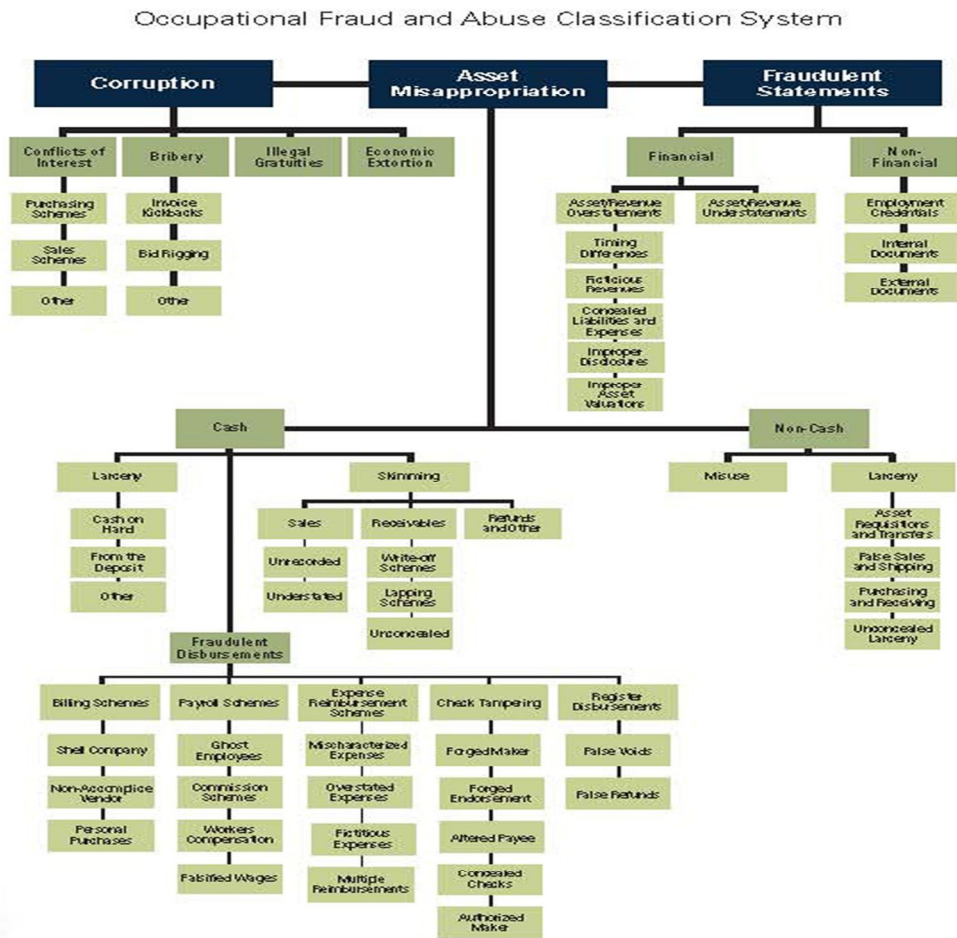 Occupational Fraud and Abuse Classification System
Corruption
Asset
Misappropriation
Fraudulent
Statements
Conflicts of
Interest
Bribery
Illegal
Gratuities
Economic
Extortion
Financial
Non-
Financial
Purchasing
Schemes
Sales
Schemes
Other
Invoice
Kickbacks
Bid Rigging
Other
Asset/Revenue
Overstatements
Asset/Revenue
Understatements
Timing
Differences
Ficticious
Revenues
Concealed
Liabilities and
Expenses
Improper
Disclosures
Improper
Asset
Valuations
Employment
Credentials
Internal
Documents
External
Documents
Cash
Non-Cash
Larceny
Cash on
Hand
From the
Deposit
Other
Skimming
Sales
Unrecorded
Understated
Receivables
Write-off
Schemes
Lapping
Schemes
Unconcealed
Refunds
and Other
Misuse
Larceny
Asset
Requisitions
and Transfers
False Sales
and Shipping
Purchasing
and Receiving
Unconcealed
Larceny
Fraudulent
Disbursements
Billing Schemes
Shell Company
Non-Accomplice
Vendor
Personal
Purchases
Payroll Schemes
Ghost
Employees
Commission
Schemes
Workers
Compensation
Falsified Wages
Expense
Reimbursement
Schemes
Mischaracterized
Expenses
Overstated
Expenses
Fictitious
Expenses
Multiple
Reimbursements
Check Tampering
Forged Maker
Forged
Endorsement
Altered Payee
Concealed
Checks
Authorized
Maker
Register
Disbursements
False Voids
False Refunds